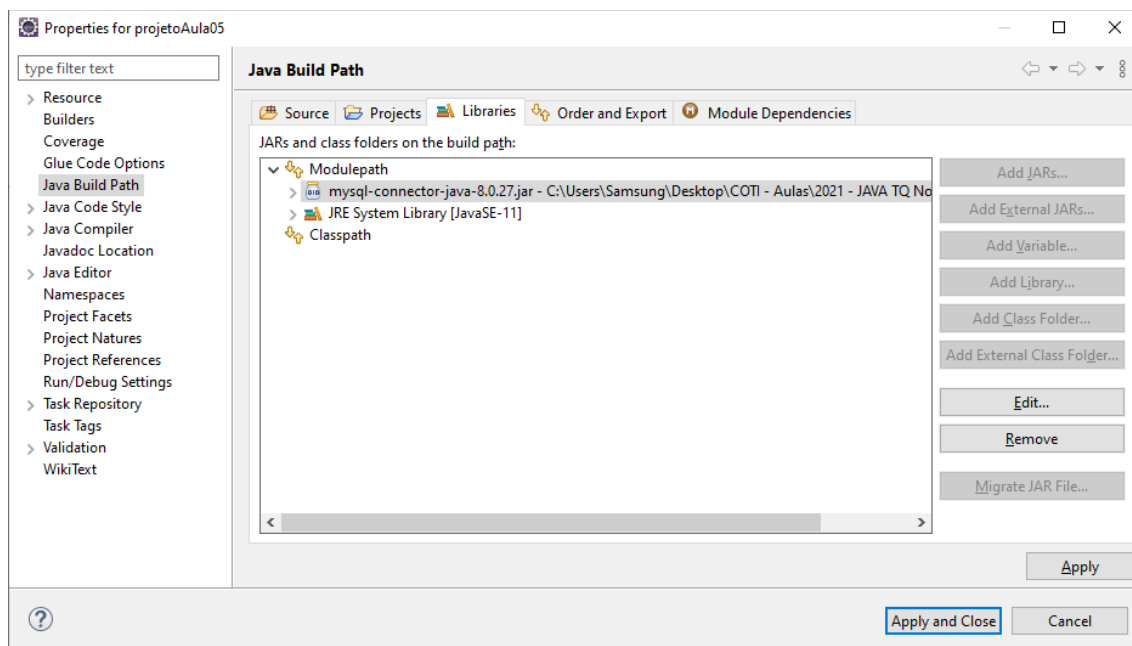 Properties for projetoAula05
type filter text
Resource
Builders
Coverage
Glue Code Options
Java Build Path
Java Code Style
Java Compiler
Javadoc Location
Java Editor
Namespaces
Project Facets
Project Natures
Project References
Run/Debug Settings
Task Repository
Task Tags
Validation
WikiText
Java Build Path
Source Projects Libraries Order and Export Module Dependencies
JARs and class folders on the build path:
Modulepath
mysql-connector-java-8.0.27.jar - C:\Users\Samsung\Desktop\COTI - Aulas\2021 - JAVA TQ No
JRE System Library [JavaSE-11]
Classpath
Add JARs...
Add External JARs...
Add Variable...
Add Library...
Add Class Folder...
Add External Class Folder...
Edit...
Remove
Migrate JAR File...
Apply
Apply and Close Cancel